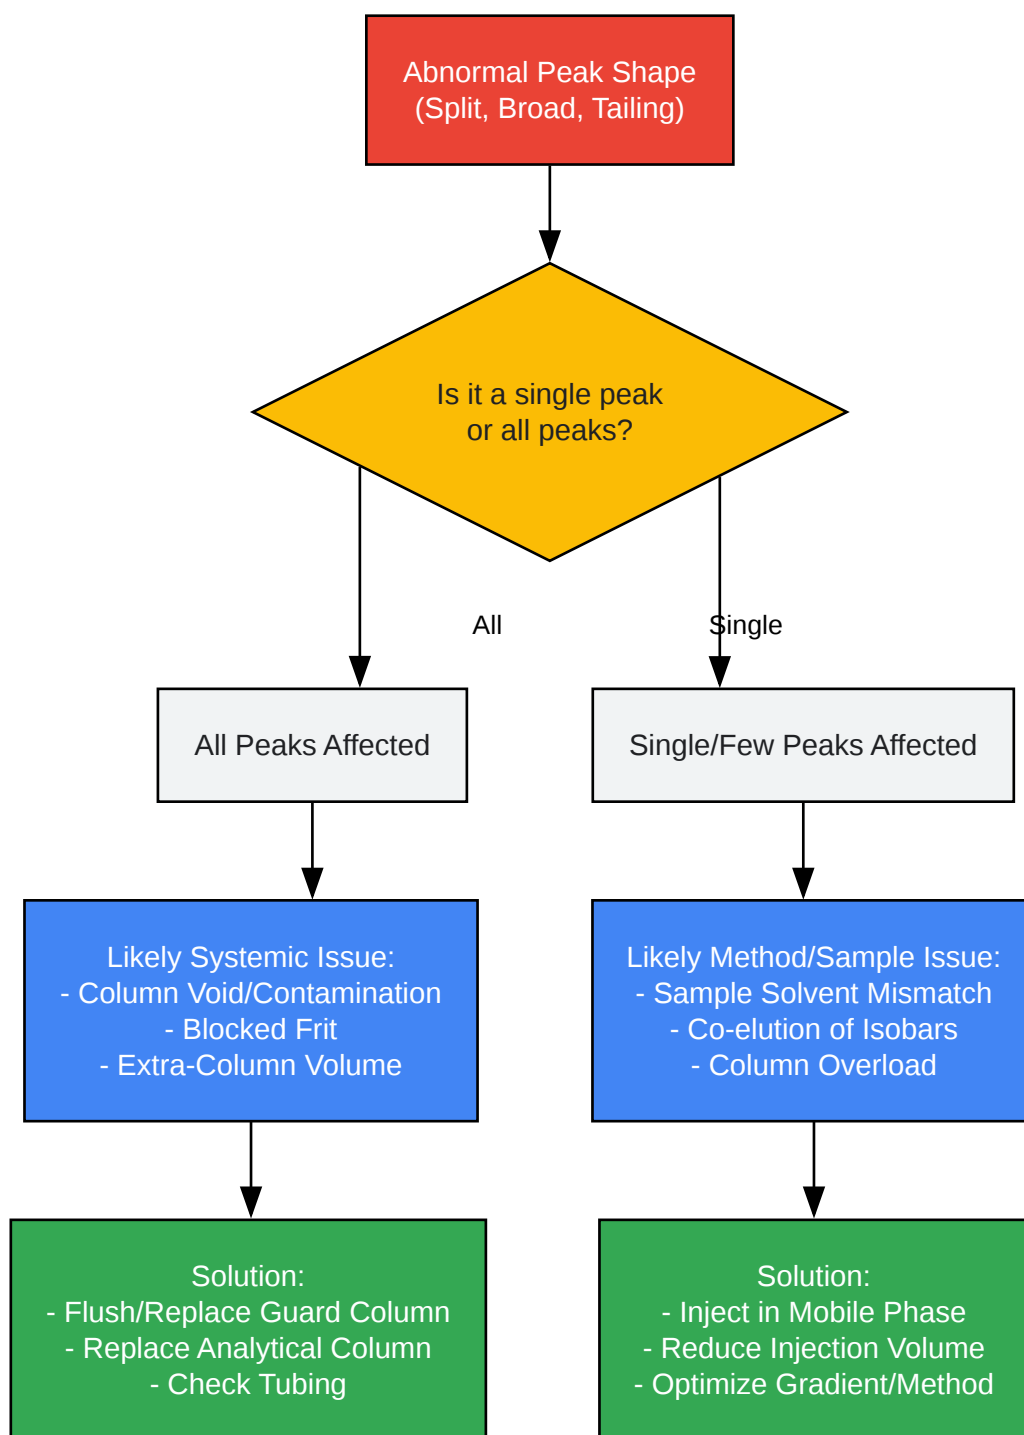 Abnormal Peak Shape
(Split, Broad, Tailing)
Is it a single peak
or all peaks?
All
Single
All Peaks Affected
Single/Few Peaks Affected
Likely Systemic Issue:
- Column Void/Contamination
- Blocked Frit
- Extra-Column Volume
Likely Method/Sample Issue:
- Sample Solvent Mismatch
- Co-elution of Isobars
- Column Overload
Solution:
- Flush/Replace Guard Column
- Replace Analytical Column
- Check Tubing
Solution:
- Inject in Mobile Phase
- Reduce Injection Volume
- Optimize Gradient/Method